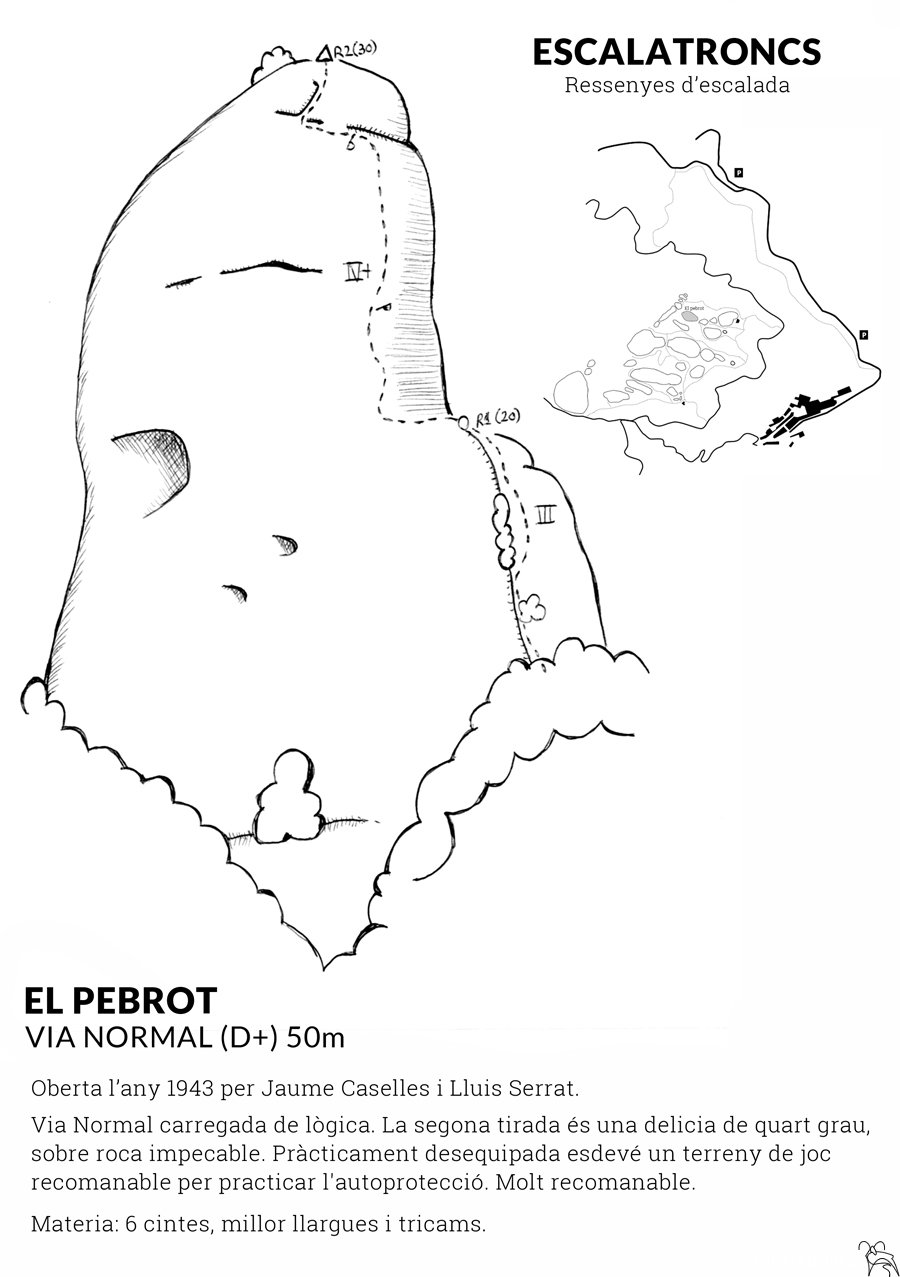 R2(30)
ESCALATRONCS
Ressenyes d'escalada
P
IV+
El pebrot
P
R1 (20)
III
EL PEBROT
VIA NORMAL (D+) 50m
Oberta l'any 1943 per Jaume Caselles i Lluis Serrat.
Via Normal carregada de lògica. La segona tirada és una delicia de quart grau,
sobre roca impecable. Pràcticament desequipada esdevé un terreny de joc
recomanable per practicar l'autoprotecció. Molt recomanable.
Materia: 6 cintes, millor llargues i tricams.